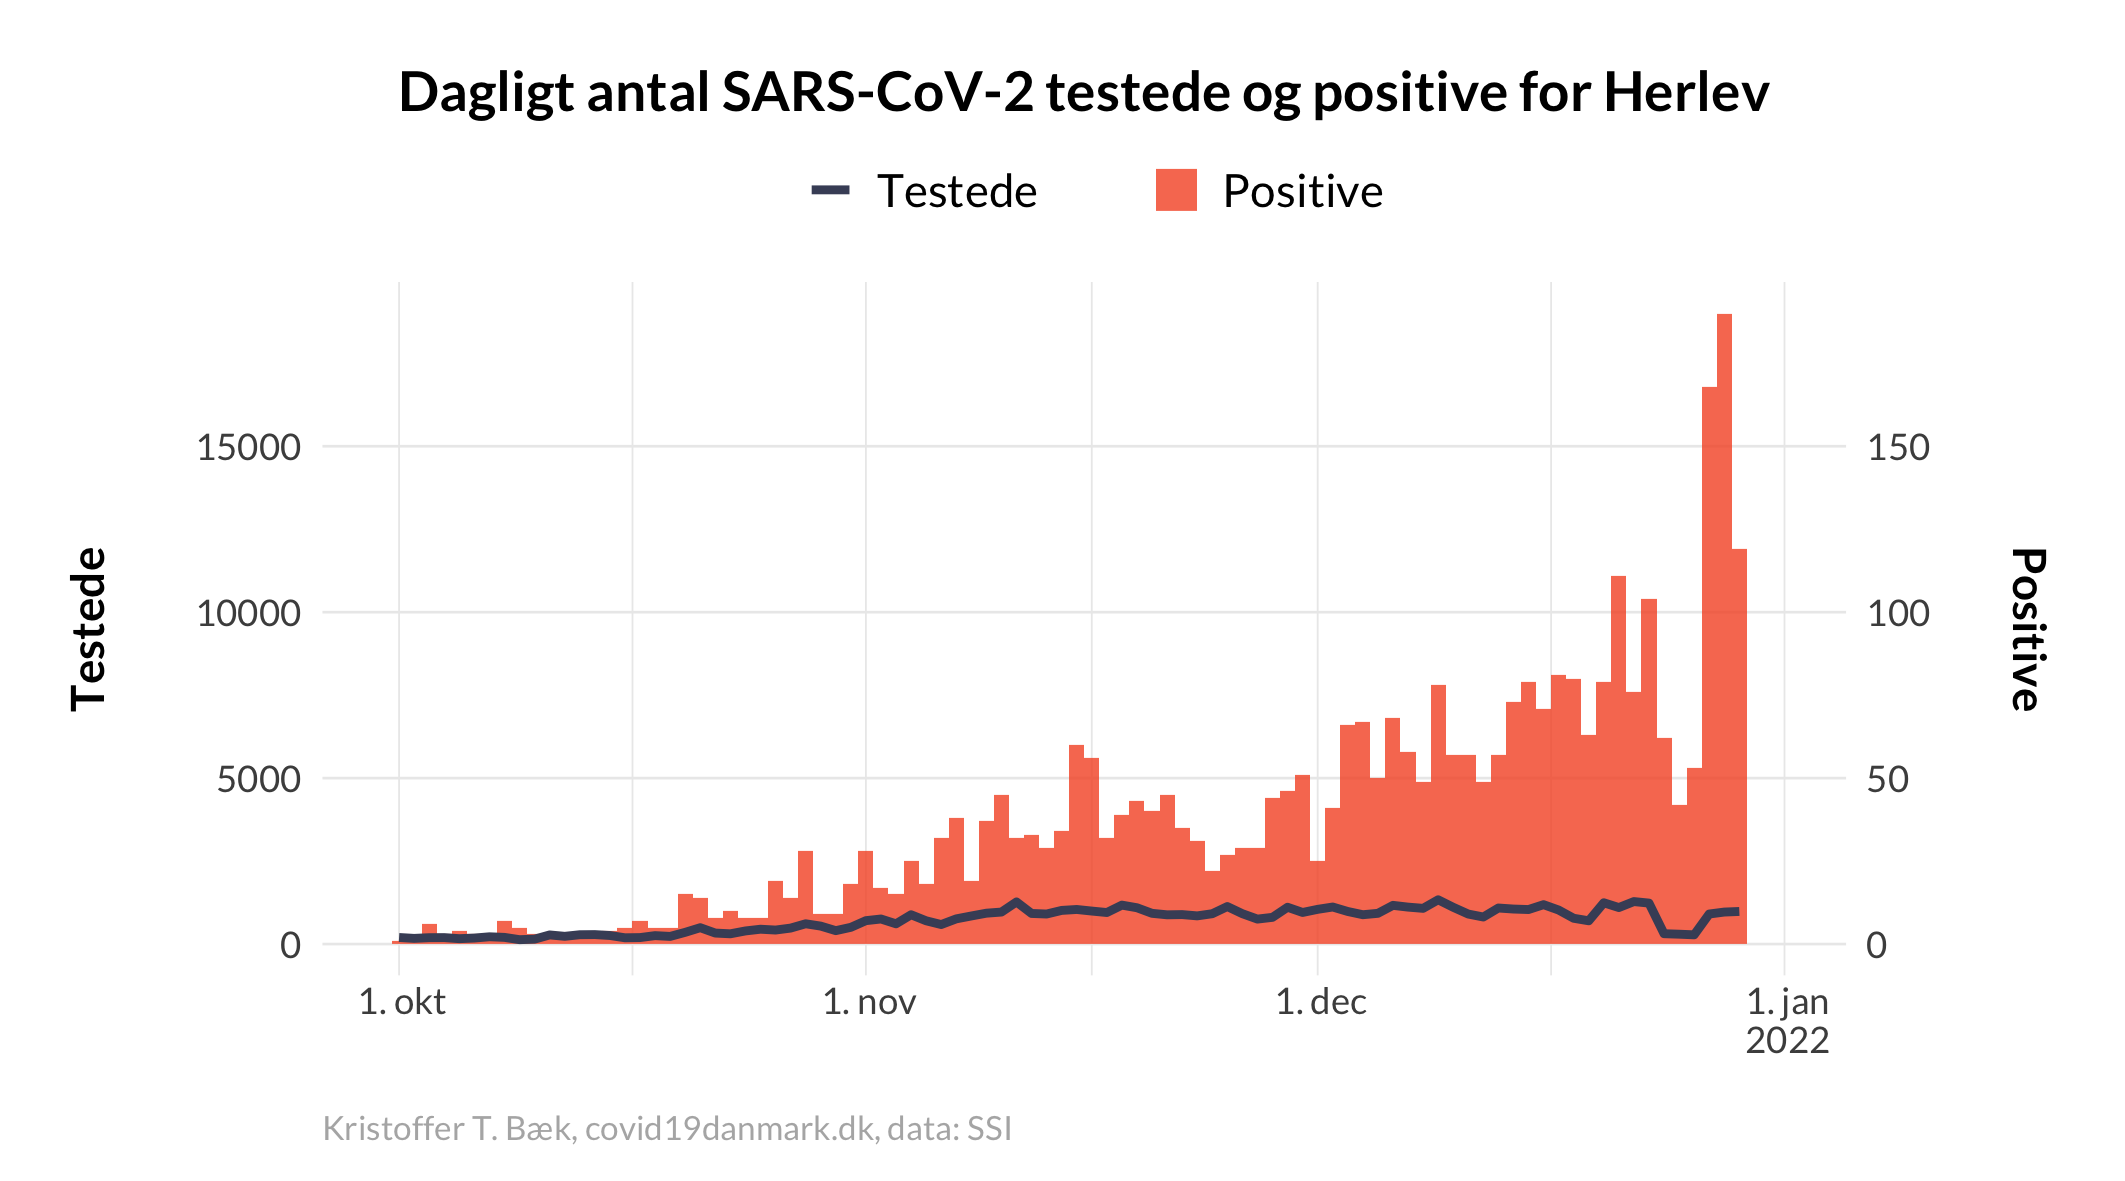 Dagligt antal SARS-CoV-2 testede og positive for Herlev
Testede
Positive
15000
10000
5000
0
150
100
50
0
Testede
Positive
1. okt
1. nov
1. dec
1. jan
2022
Kristoffer T. Bæk, covid19danmark.dk, data: SSI